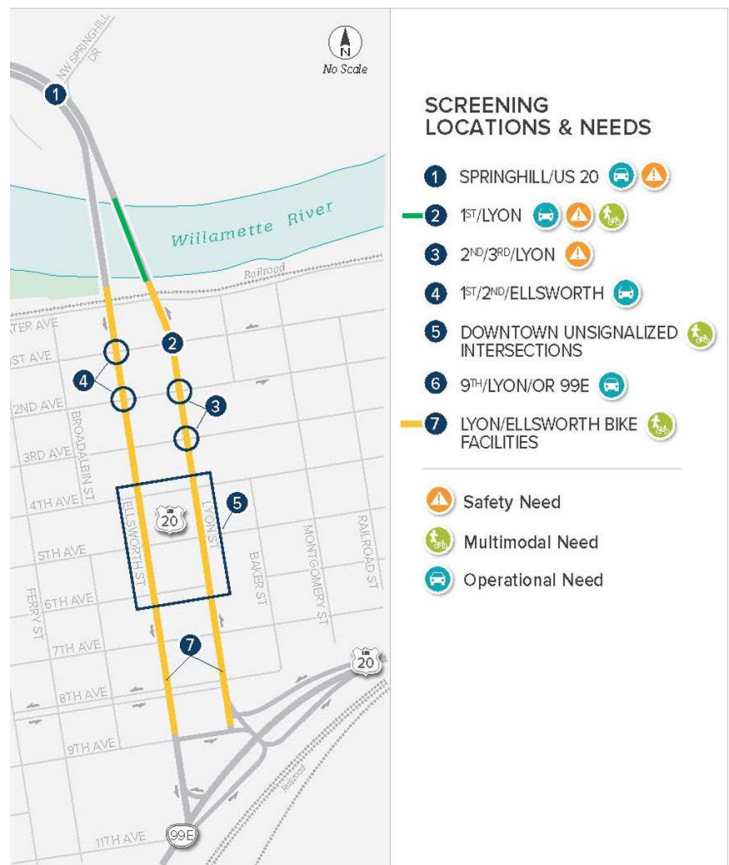 NW SPRINGHILL
DR
1
N
No Scale
Willamette River
Railroad
ATER AVE
1ST AVE
2
4
2ND AVE
3
BROADALBIN ST
3RD AVE
4TH AVE
ELLSWORTH ST
20
LYON ST
5
5TH AVE
BAKER ST
MONTGOMERY ST
RAILROAD ST
FERRY ST
6TH AVE
7TH AVE
7
20
8TH AVE
9TH AVE
Railroad
11TH AVE
99E
SCREENING
LOCATIONS & NEEDS
1 SPRINGHILL/US 20
2 1ST/LYON
3 2ND/3RD/LYON
4 1ST/2ND/ELLSWORTH
5 DOWNTOWN UNSIGNALIZED
INTERSECTIONS
6 9TH/LYON/OR 99E
7 LYON/ELLSWORTH BIKE
FACILITIES
Safety Need
Multimodal Need
Operational Need